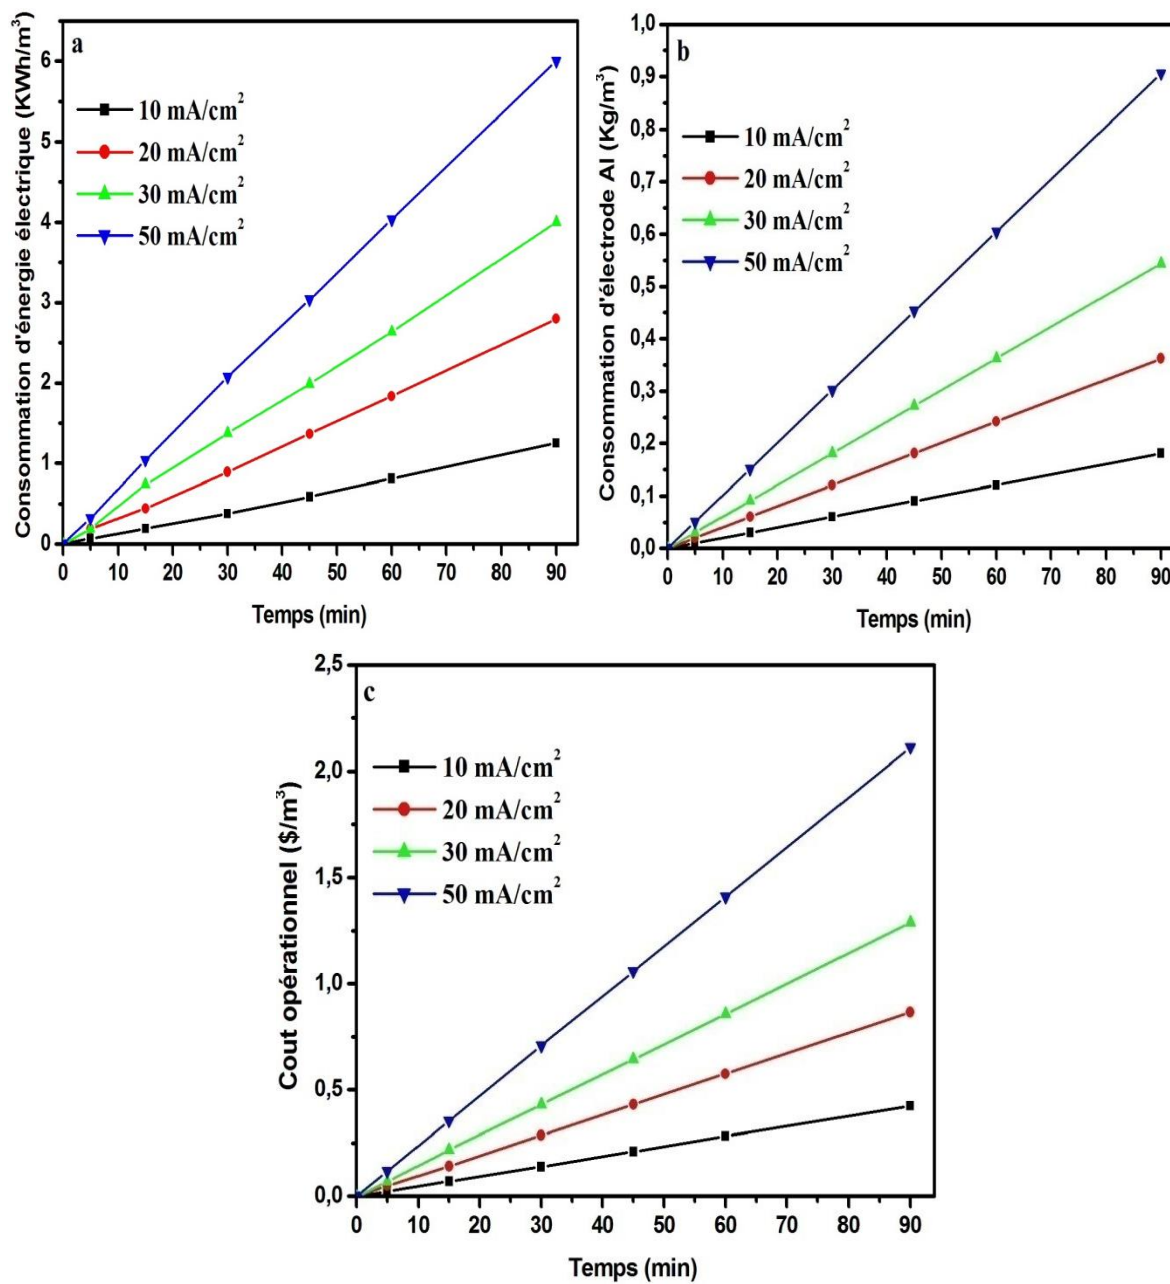 a
Consommation d'énergie électrique (KWh/m³)
6
5
4
3
2
1
0
10 mA/cm²
20 mA/cm²
30 mA/cm²
50 mA/cm²
0 10 20 30 40 50 60 70 80 90
Temps (min)
b
Consommation d'électrode Al (Kg/m³)
1,0
0,9
0,8
0,7
0,6
0,5
0,4
0,3
0,2
0,1
0,0
10 mA/cm²
20 mA/cm²
30 mA/cm²
50 mA/cm²
0 10 20 30 40 50 60 70 80 90
Temps (min)
c
Cout opérationnel ($/m³)
2,5
2,0
1,5
1,0
0,5
0,0
10 mA/cm²
20 mA/cm²
30 mA/cm²
50 mA/cm²
0 10 20 30 40 50 60 70 80 90
Temps (min)